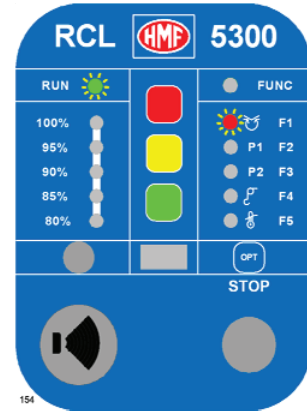 RCL HMF 5300
RUN FUNC
100% F1
95% P1 F2
90% P2 F3
85% F4
80% F5
OPT
STOP
154